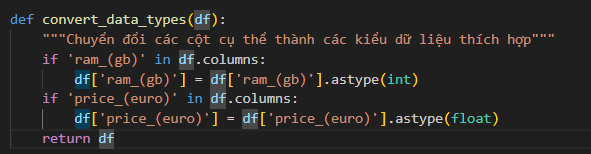 def convert_data_types(df):
    """Chuyển đổi các cột cụ thể thành các kiểu dữ liệu thích hợp"""
    if 'ram_(gb)' in df.columns:
        df['ram_(gb)'] = df['ram_(gb)'].astype(int)
    if 'price_(euro)' in df.columns:
        df['price_(euro)'] = df['price_(euro)'].astype(float)
    return df